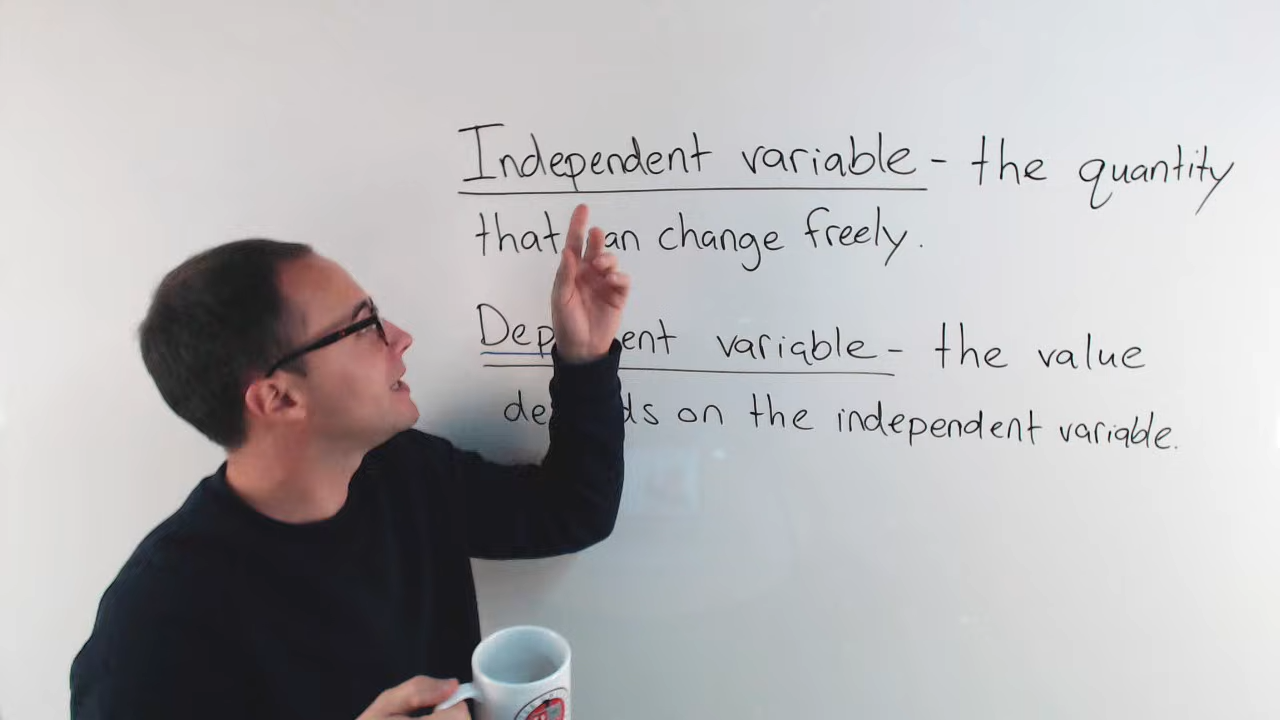 Independent variable - the quantity
that can change freely.
Dependent variable - the value
depends on the independent variable.